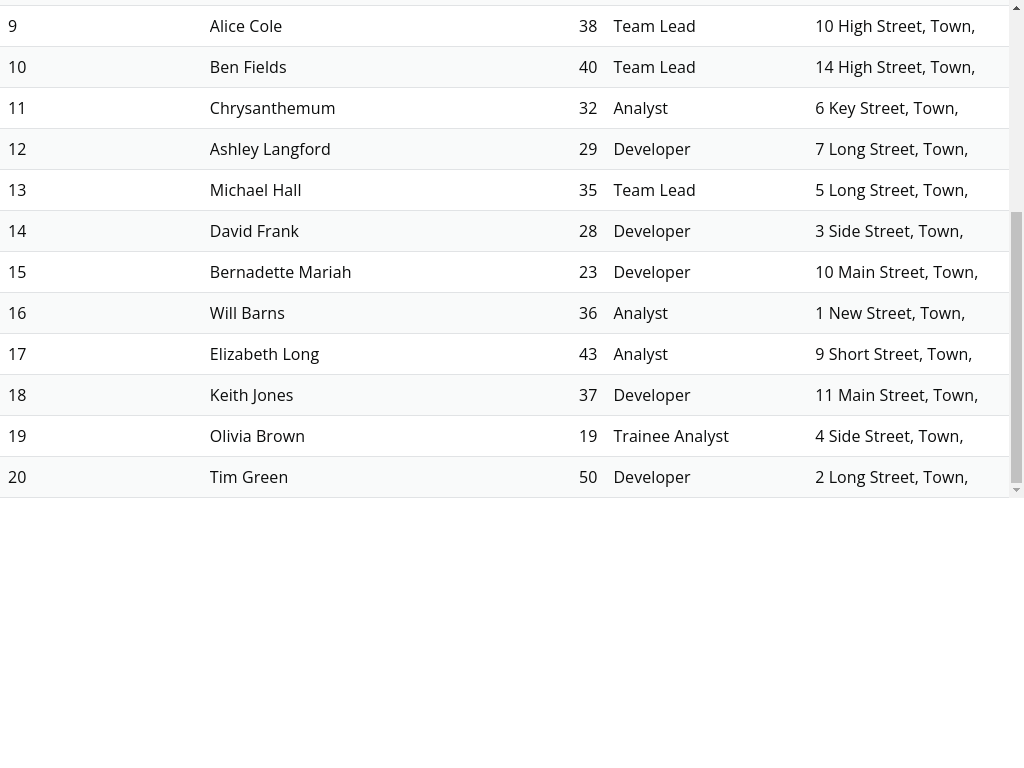 9 Alice Cole 38 Team Lead 10 High Street, Town,
10 Ben Fields 40 Team Lead 14 High Street, Town,
11 Chrysanthemum 32 Analyst 6 Key Street, Town,
12 Ashley Langford 29 Developer 7 Long Street, Town,
13 Michael Hall 35 Team Lead 5 Long Street, Town,
14 David Frank 28 Developer 3 Side Street, Town,
15 Bernadette Mariah 23 Developer 10 Main Street, Town,
16 Will Barns 36 Analyst 1 New Street, Town,
17 Elizabeth Long 43 Analyst 9 Short Street, Town,
18 Keith Jones 37 Developer 11 Main Street, Town,
19 Olivia Brown 19 Trainee Analyst 4 Side Street, Town,
20 Tim Green 50 Developer 2 Long Street, Town,